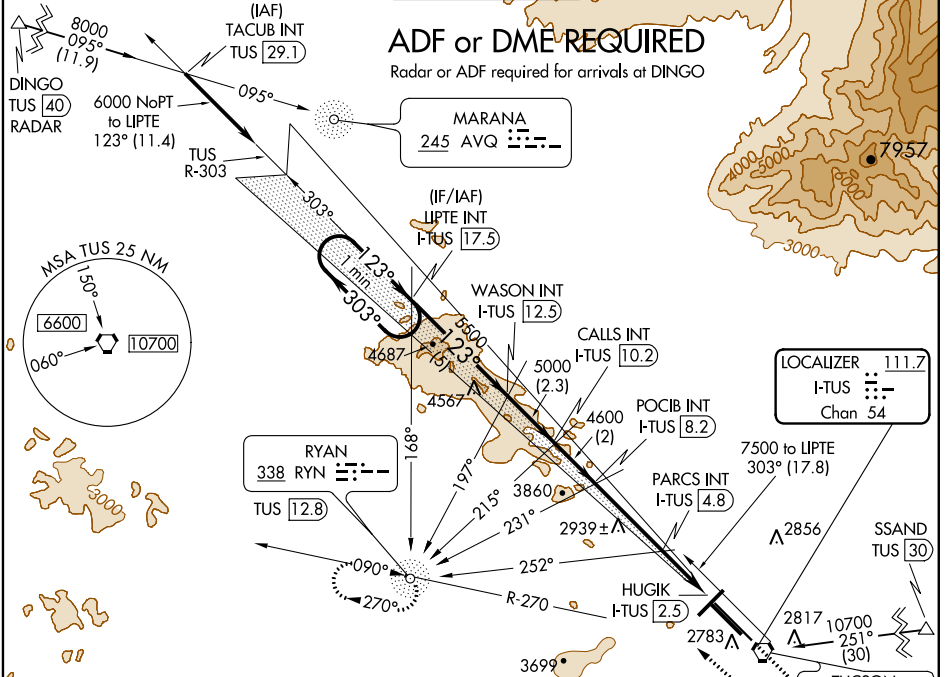 8000
095°
(11.9)
(IAF)
TACUB INT
TUS 29.1
DINGO
TUS 40
RADAR
6000 NoPT
to LIPTE
123° (11.4)
095°
TUS
R-303
ADF or DME REQUIRED
Radar or ADF required for arrivals at DINGO
MARANA
245 AVQ
7957
4000
5000
6000
3000
303°
(IF/IAF)
LIPTE INT
I-TUS 17.5
MSA TUS 25 NM
150°
6600
060°
10700
123°
1 min
303°
WASON INT
I-TUS 12.5
5500
123°
(5)
4687
4567
CALLS INT
I-TUS 10.2
5000
(2.3)
LOCALIZER 111.7
I-TUS
Chan 54
POCIB INT
I-TUS 8.2
4600
(2)
7500 to LIPTE
303° (17.8)
PARCS INT
I-TUS 4.8
RYAN
338 RYN
TUS 12.8
168°
197°
215°
231°
3860
2939±
252°
2856
SSAND
TUS 30
3000
090°
270°
R-270
HUGIK
I-TUS 2.5
2783
2817
10700
251°
(30)
3699